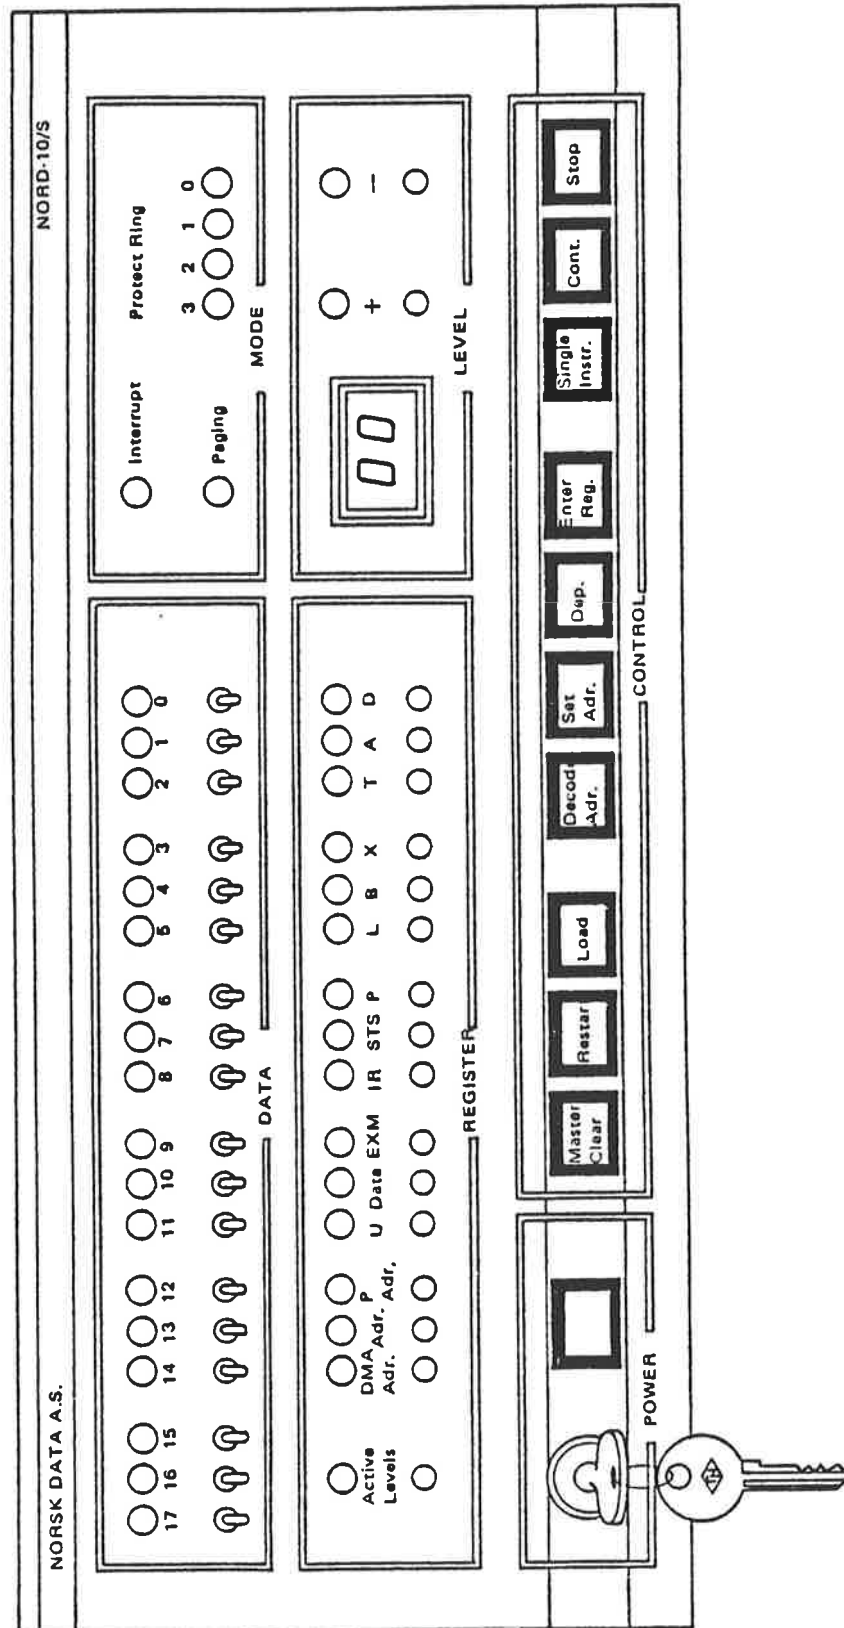 NORSK DATA A.S.
NORD-10/S
17 16 15 14 13 12 11 10 9 8 7 6 5 4 3 2 1 0
DATA
Interrupt
Protect Ring
3 2 1 0
Paging
MODE
Active DMA Adr. P U Data EXM IR STS P L B X T A D
Levels Adr. Adr.
REGISTER
00
+ −
LEVEL
POWER
Master Clear
Restar
Load
Decod Adr.
Set Adr.
Dep.
Enter Reg.
Single Instr.
Cont.
Stop
CONTROL